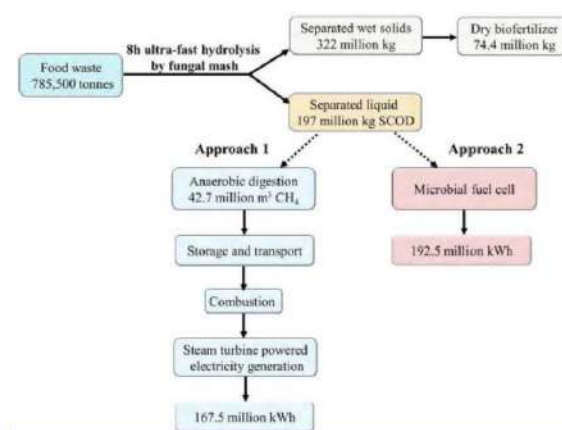 Food waste
785,500 tonnes
8h ultra-fast hydrolysis
by fungal mash
Separated wet solids
322 million kg
Dry biofertilizer
74.4 million kg
Separated liquid
197 million kg SCOD
Approach 1
Approach 2
Anaerobic digestion
42.7 million m³ CH₄
Microbial fuel cell
Storage and transport
192.5 million kWh
Combustion
Steam turbine powered
electricity generation
167.5 million kWh